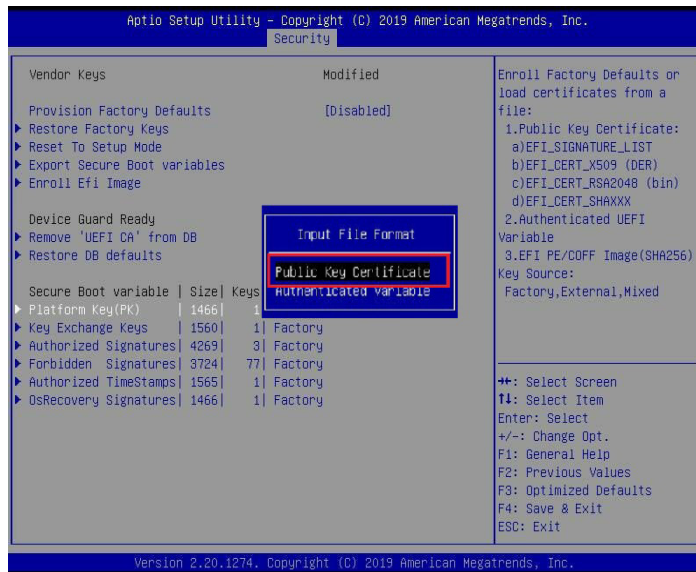 Aptio Setup Utility – Copyright (C) 2019 American Megatrends, Inc.
Security
Vendor Keys Modified
Provision Factory Defaults [Disabled]
Restore Factory Keys
Reset To Setup Mode
Export Secure Boot variables
Enroll Efi Image
Device Guard Ready
Remove 'UEFI CA' from DB
Restore DB defaults
Secure Boot variable | Size| Keys
Platform Key(PK) | 1466| 1
Key Exchange Keys | 1560| 1| Factory
Authorized Signatures| 4269| 3| Factory
Forbidden Signatures| 3724| 77| Factory
Authorized TimeStamps| 1565| 1| Factory
OsRecovery Signatures| 1466| 1| Factory
Input File Format
Public Key Certificate
Authenticated Variable
Enroll Factory Defaults or
load certificates from a
file:
1.Public Key Certificate:
a)EFI_SIGNATURE_LIST
b)EFI_CERT_X509 (DER)
c)EFI_CERT_RSA2048 (bin)
d)EFI_CERT_SHAXXX
2.Authenticated UEFI
Variable
3.EFI PE/COFF Image(SHA256)
Key Source:
Factory,External,Mixed
→←: Select Screen
↑↓: Select Item
Enter: Select
+/-: Change Opt.
F1: General Help
F2: Previous Values
F3: Optimized Defaults
F4: Save & Exit
ESC: Exit
Version 2.20.1274. Copyright (C) 2019 American Megatrends, Inc.